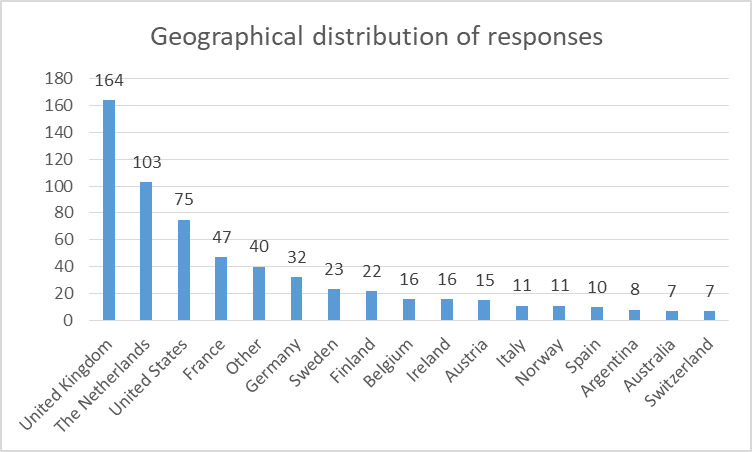 Geographical distribution of responses
180
160
140
120
100
80
60
40
20
0
164
103
75
47
40
32
23
22
16
16
15
11
11
10
8
7
7
United Kingdom
The Netherlands
United States
France
Other
Germany
Sweden
Finland
Belgium
Ireland
Austria
Italy
Norway
Spain
Argentina
Australia
Switzerland